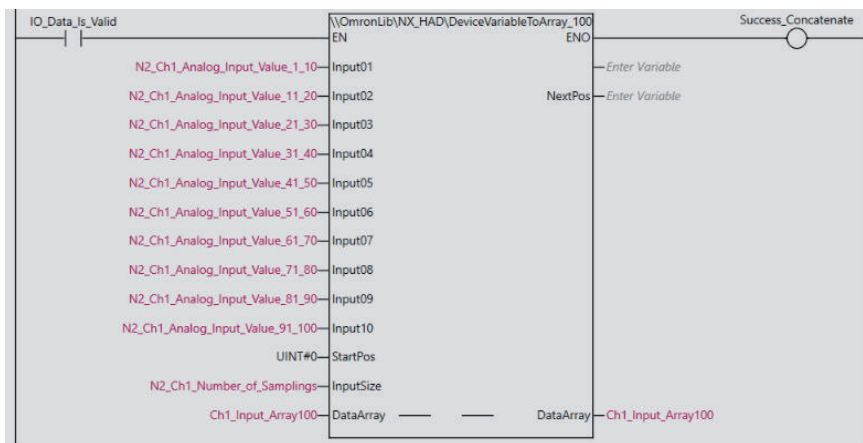 IO_Data_Is_Valid \\OmronLib\NX_HAD\DeviceVariableToArray_100 Success_Concatenate
EN ENO
N2_Ch1_Analog_Input_Value_1_10 Input01 Enter Variable
N2_Ch1_Analog_Input_Value_11_20 Input02 NextPos Enter Variable
N2_Ch1_Analog_Input_Value_21_30 Input03
N2_Ch1_Analog_Input_Value_31_40 Input04
N2_Ch1_Analog_Input_Value_41_50 Input05
N2_Ch1_Analog_Input_Value_51_60 Input06
N2_Ch1_Analog_Input_Value_61_70 Input07
N2_Ch1_Analog_Input_Value_71_80 Input08
N2_Ch1_Analog_Input_Value_81_90 Input09
N2_Ch1_Analog_Input_Value_91_100 Input10
UINT#0 StartPos
N2_Ch1_Number_of_Samplings InputSize
Ch1_Input_Array100 DataArray DataArray Ch1_Input_Array100